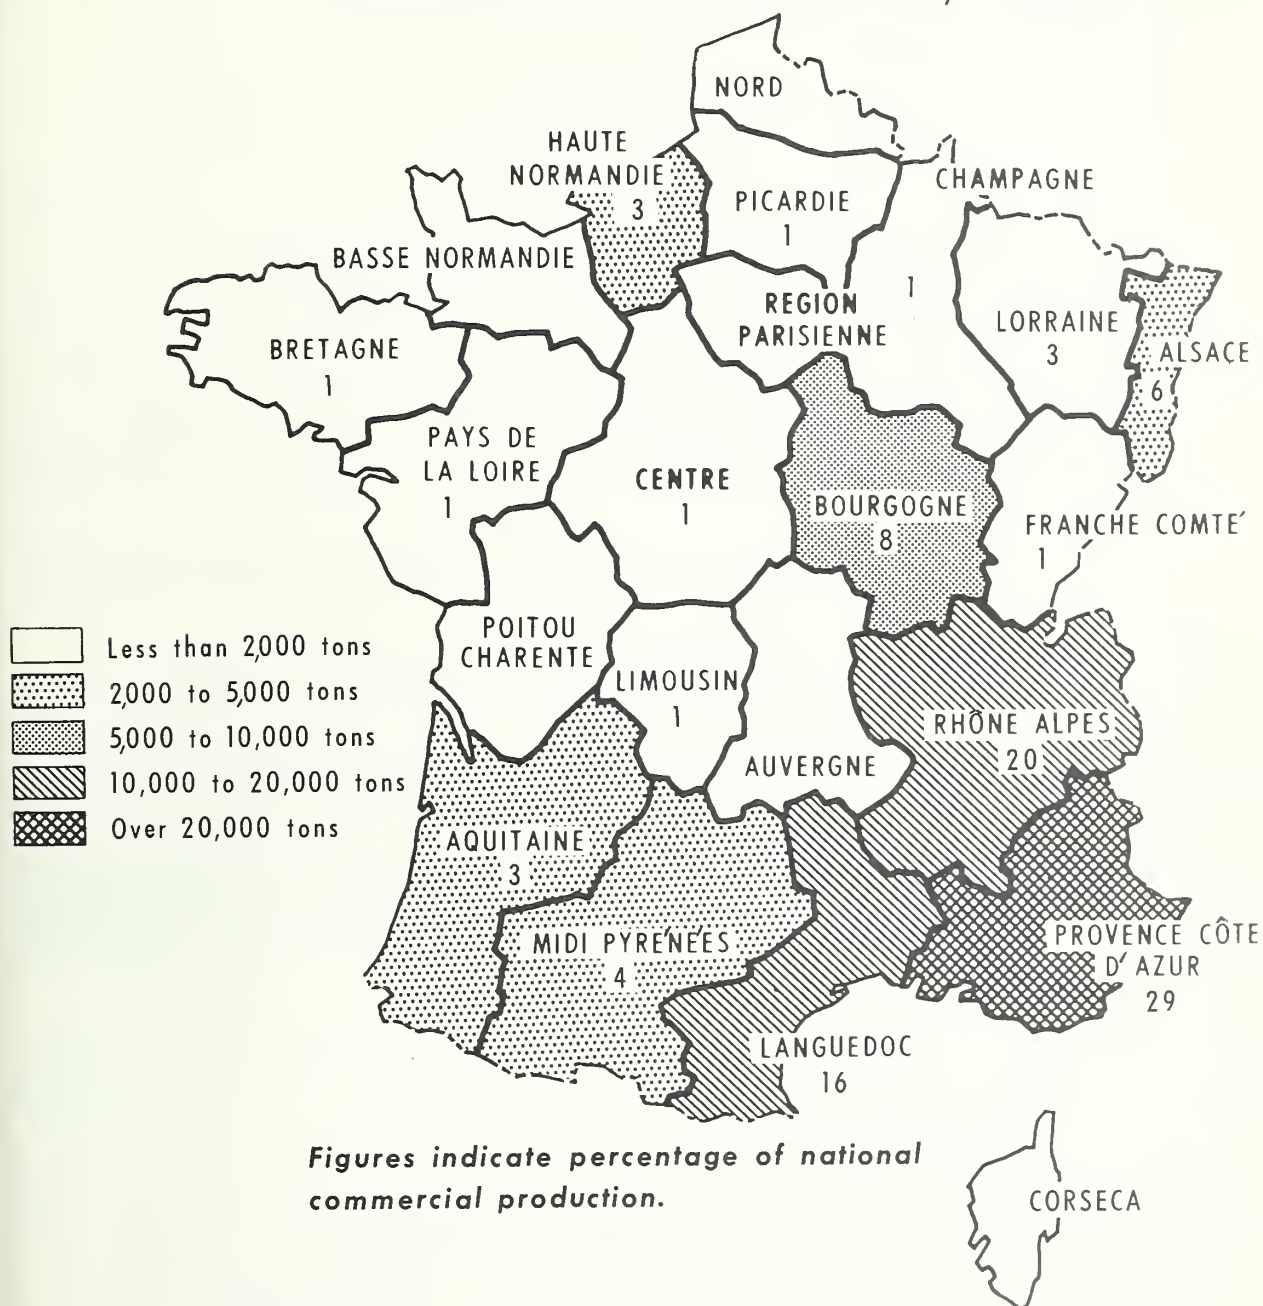 NORD
HAUTE
NORMANDIE
3
CHAMPAGNE
1
PICARDIE
1
BASSE NORMANDIE
REGION
PARISIENNE
LORRAINE
3
ALSACE
6
BRETAGNE
1
PAYS DE
LA LOIRE
1
CENTRE
1
BOURGOGNE
8
FRANCHE COMTÉ
1
POITOU
CHARENTE
LIMOUSIN
1
AUVERGNE
RHÔNE ALPES
20
Less than 2,000 tons
2,000 to 5,000 tons
5,000 to 10,000 tons
10,000 to 20,000 tons
Over 20,000 tons
AQUITAINE
3
MIDI PYRÉNÉES
4
PROVENCE CÔTE
D'AZUR
29
LANGUEDOC
16
Figures indicate percentage of national
commercial production.
CORSECA